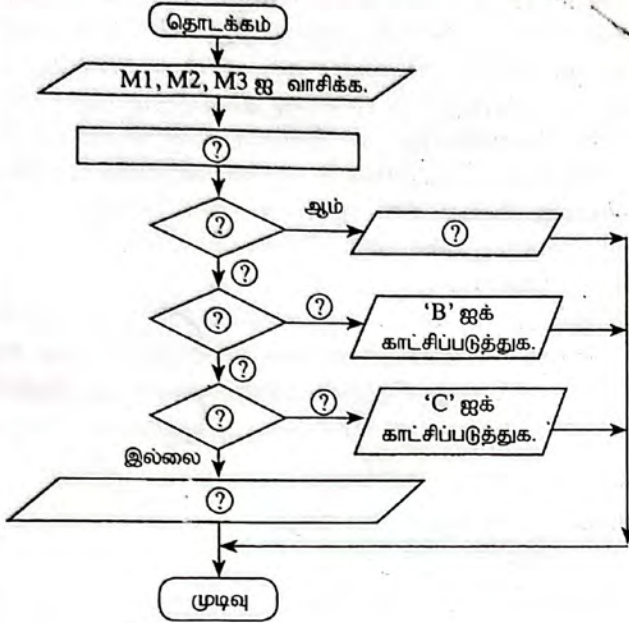 தொடக்கம்
M1, M2, M3 ஐ வாசிக்க.
?
? ஆம் ?
?
? ? ‘B’ ஐக்
காட்சிப்படுத்துக.
?
? ? ‘C’ ஐக்
காட்சிப்படுத்துக.
இல்லை
?
முடிவு